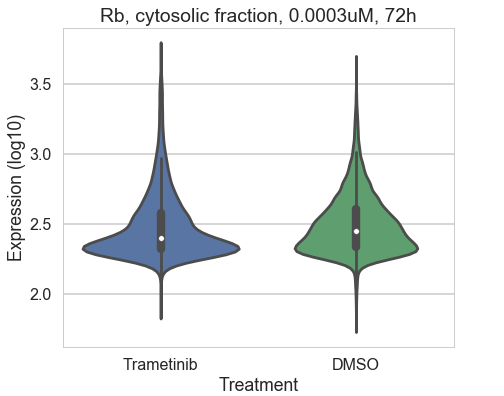 Rb, cytosolic fraction, 0.0003uM, 72h
3.5
3.0
2.5
2.0
Expression (log10)
Trametinib
DMSO
Treatment